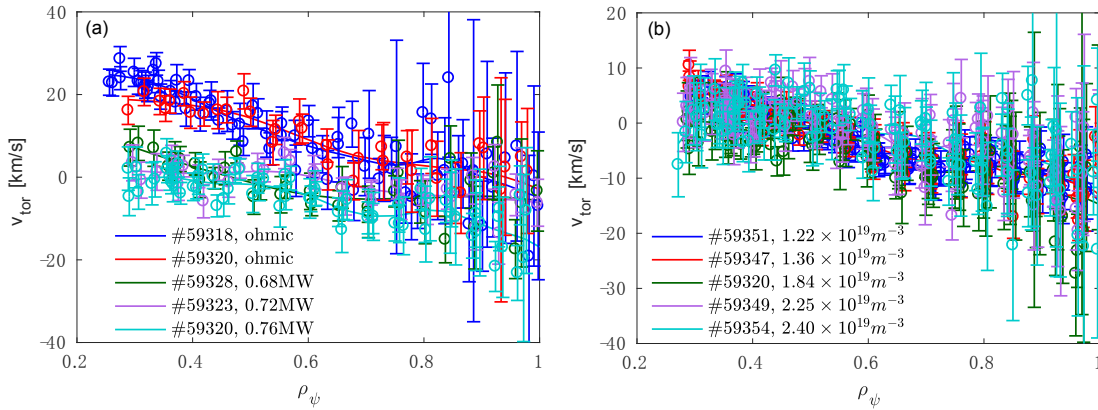 (a)
40
20
0
-20
-40
v_tor [km/s]
#59318, ohmic
#59320, ohmic
#59328, 0.68MW
#59323, 0.72MW
#59320, 0.76MW
0.2 0.4 0.6 0.8 1
ρ_ψ
(b)
20
10
0
-10
-20
-30
-40
v_tor [km/s]
#59351, 1.22 × 10^19 m^−3
#59347, 1.36 × 10^19 m^−3
#59320, 1.84 × 10^19 m^−3
#59349, 2.25 × 10^19 m^−3
#59354, 2.40 × 10^19 m^−3
0.2 0.4 0.6 0.8 1
ρ_ψ